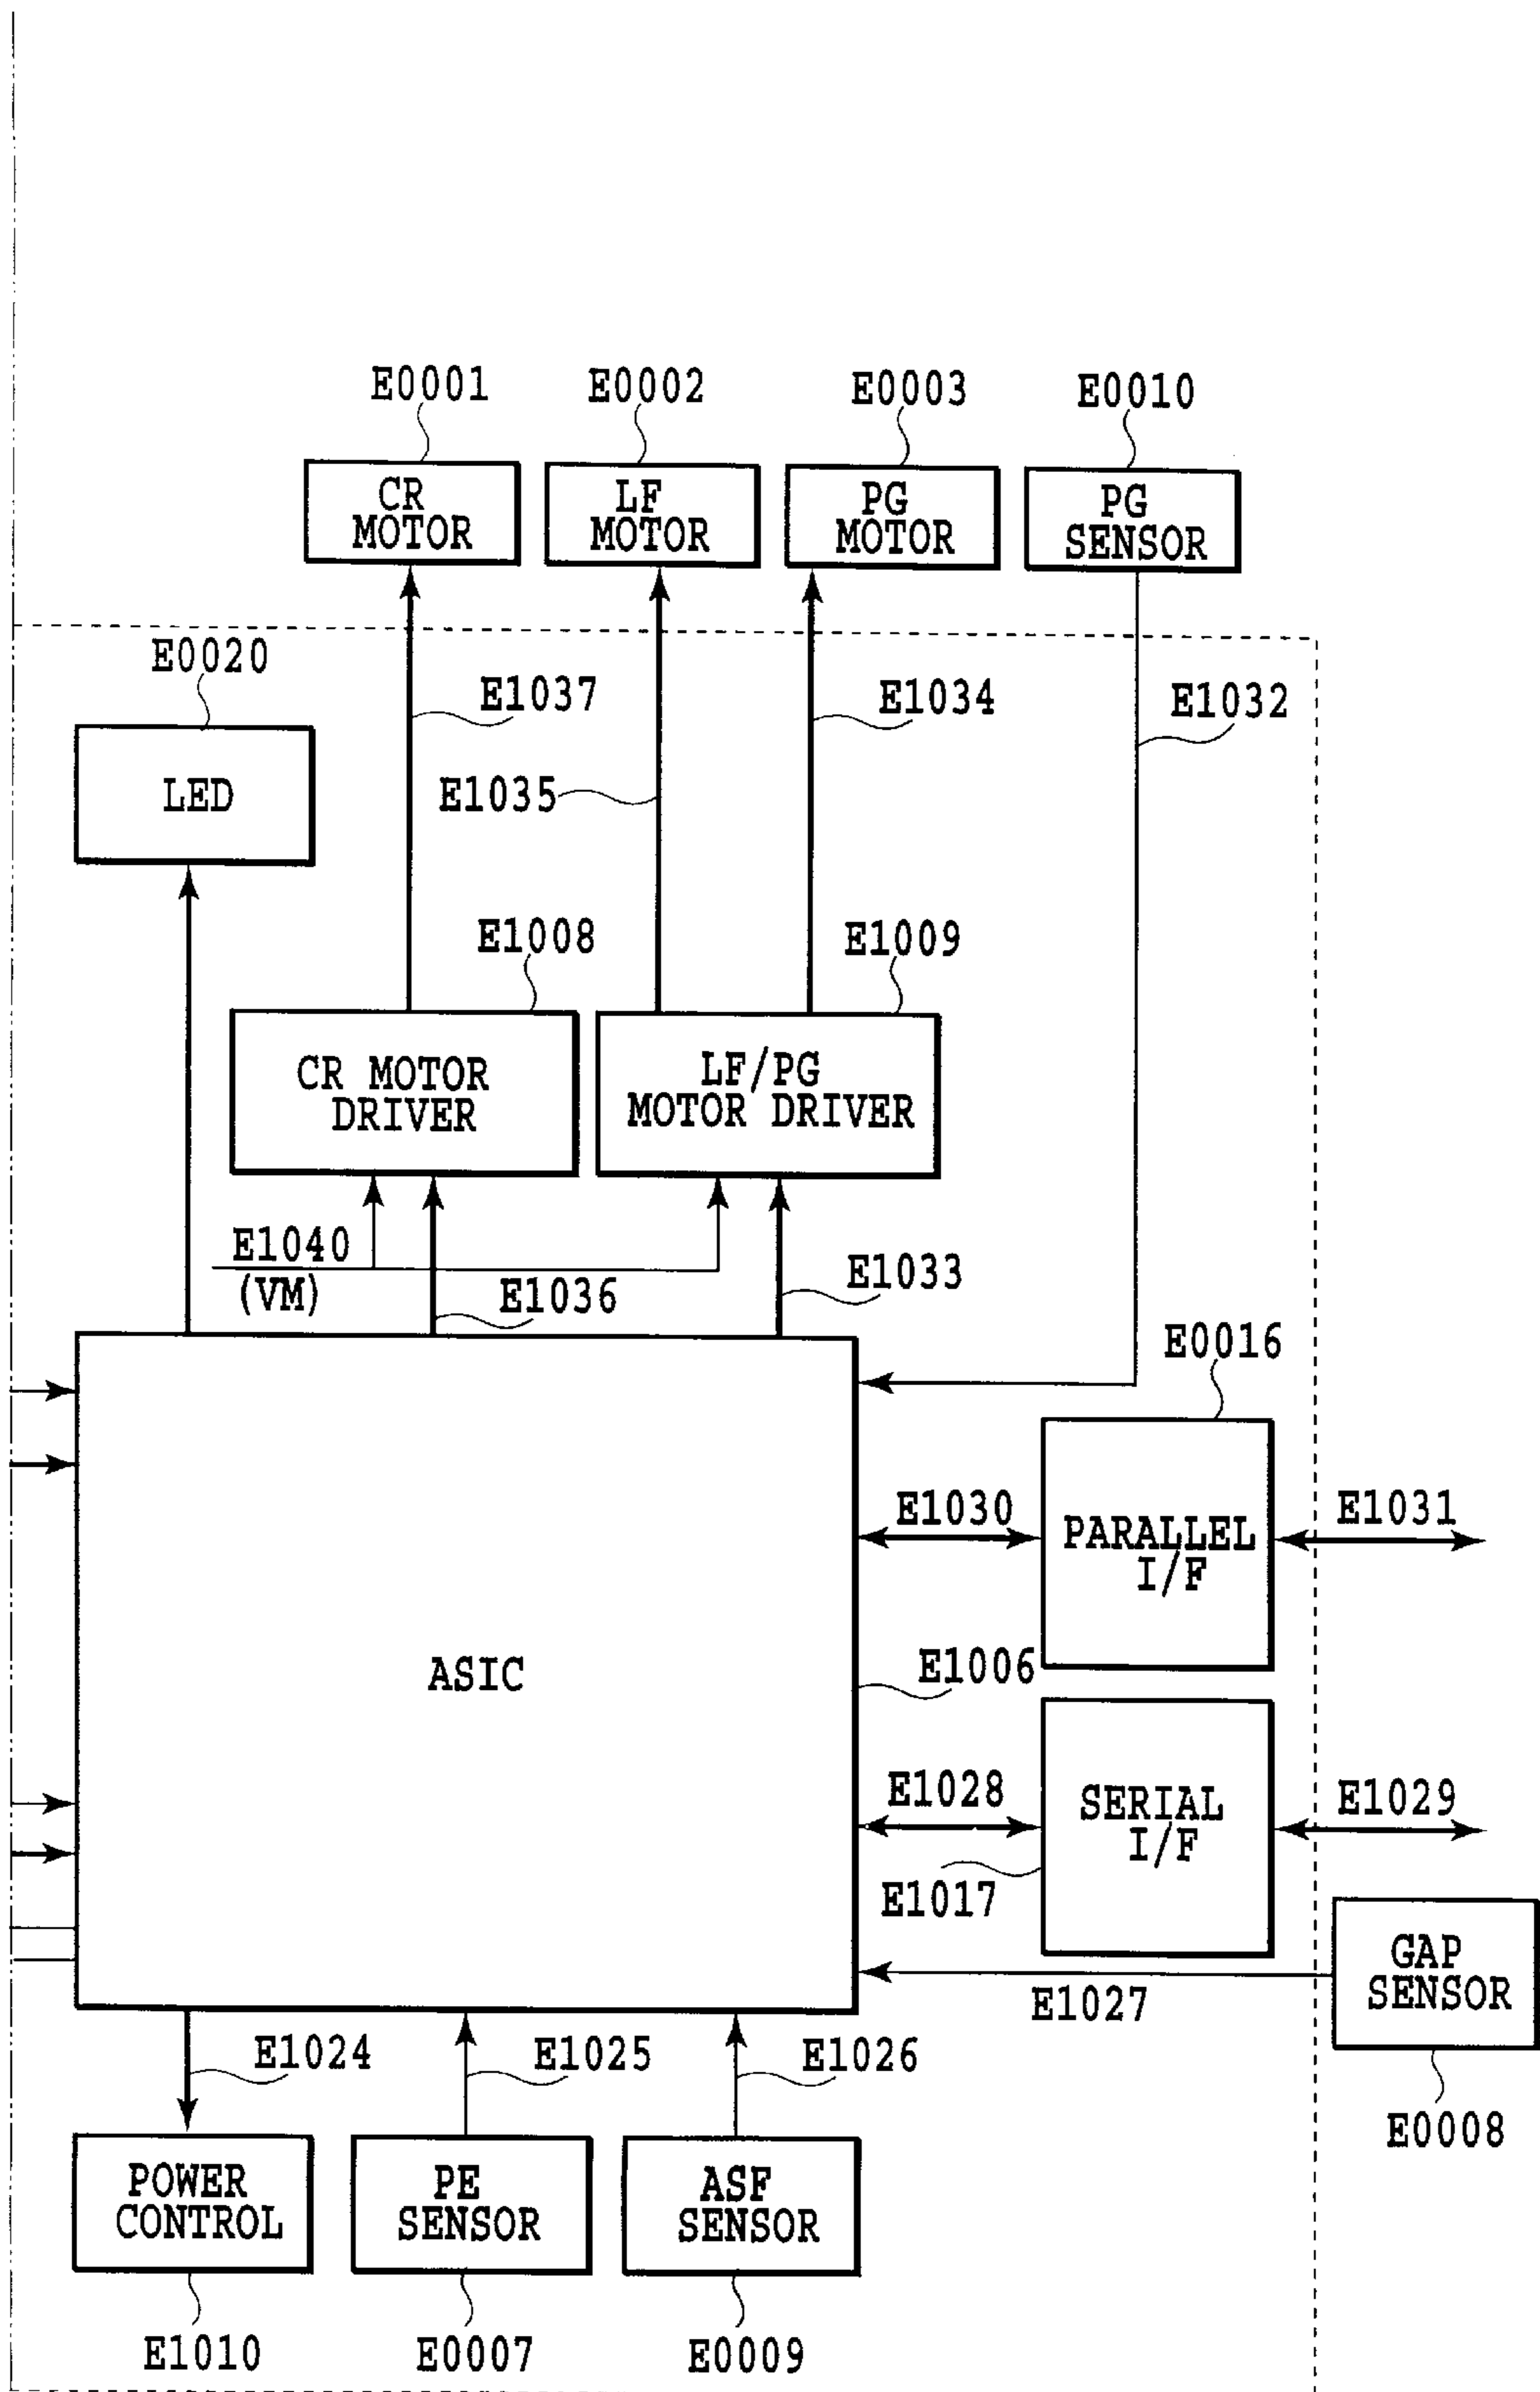 E0001
E0002
E0003
E0010
CR
MOTOR
LF
MOTOR
PG
MOTOR
PG
SENSOR
E0020
E1037
E1034
E1032
LED
E1035
E1008
E1009
CR MOTOR
DRIVER
LF/PG
MOTOR DRIVER
E1040
(VM)
E1036
E1033
E0016
E1030
E1031
PARALLEL
I/F
ASIC
E1006
E1028
E1029
SERIAL
I/F
E1017
GAP
SENSOR
E1027
E1024
E1025
E1026
E0008
POWER
CONTROL
PE
SENSOR
ASF
SENSOR
E1010
E0007
E0009